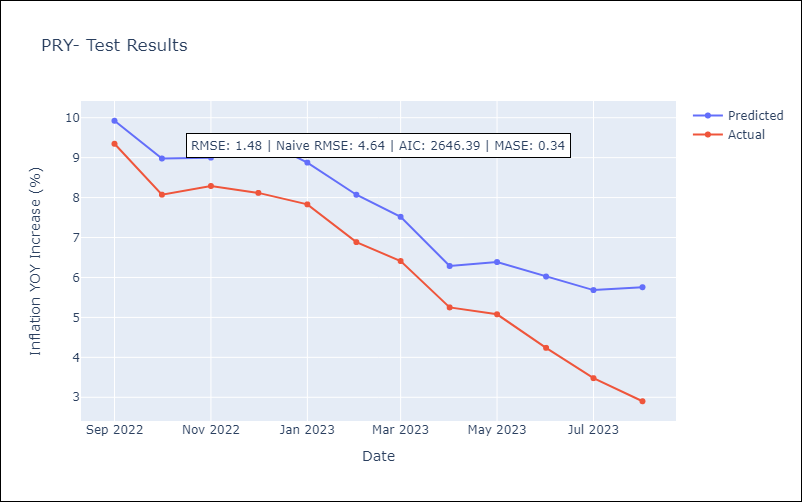 PRY- Test Results
Predicted
Actual
RMSE: 1.48 | Naive RMSE: 4.64 | AIC: 2646.39 | MASE: 0.34
Inflation YOY Increase (%)
10
9
8
7
6
5
4
3
Sep 2022
Nov 2022
Jan 2023
Mar 2023
May 2023
Jul 2023
Date